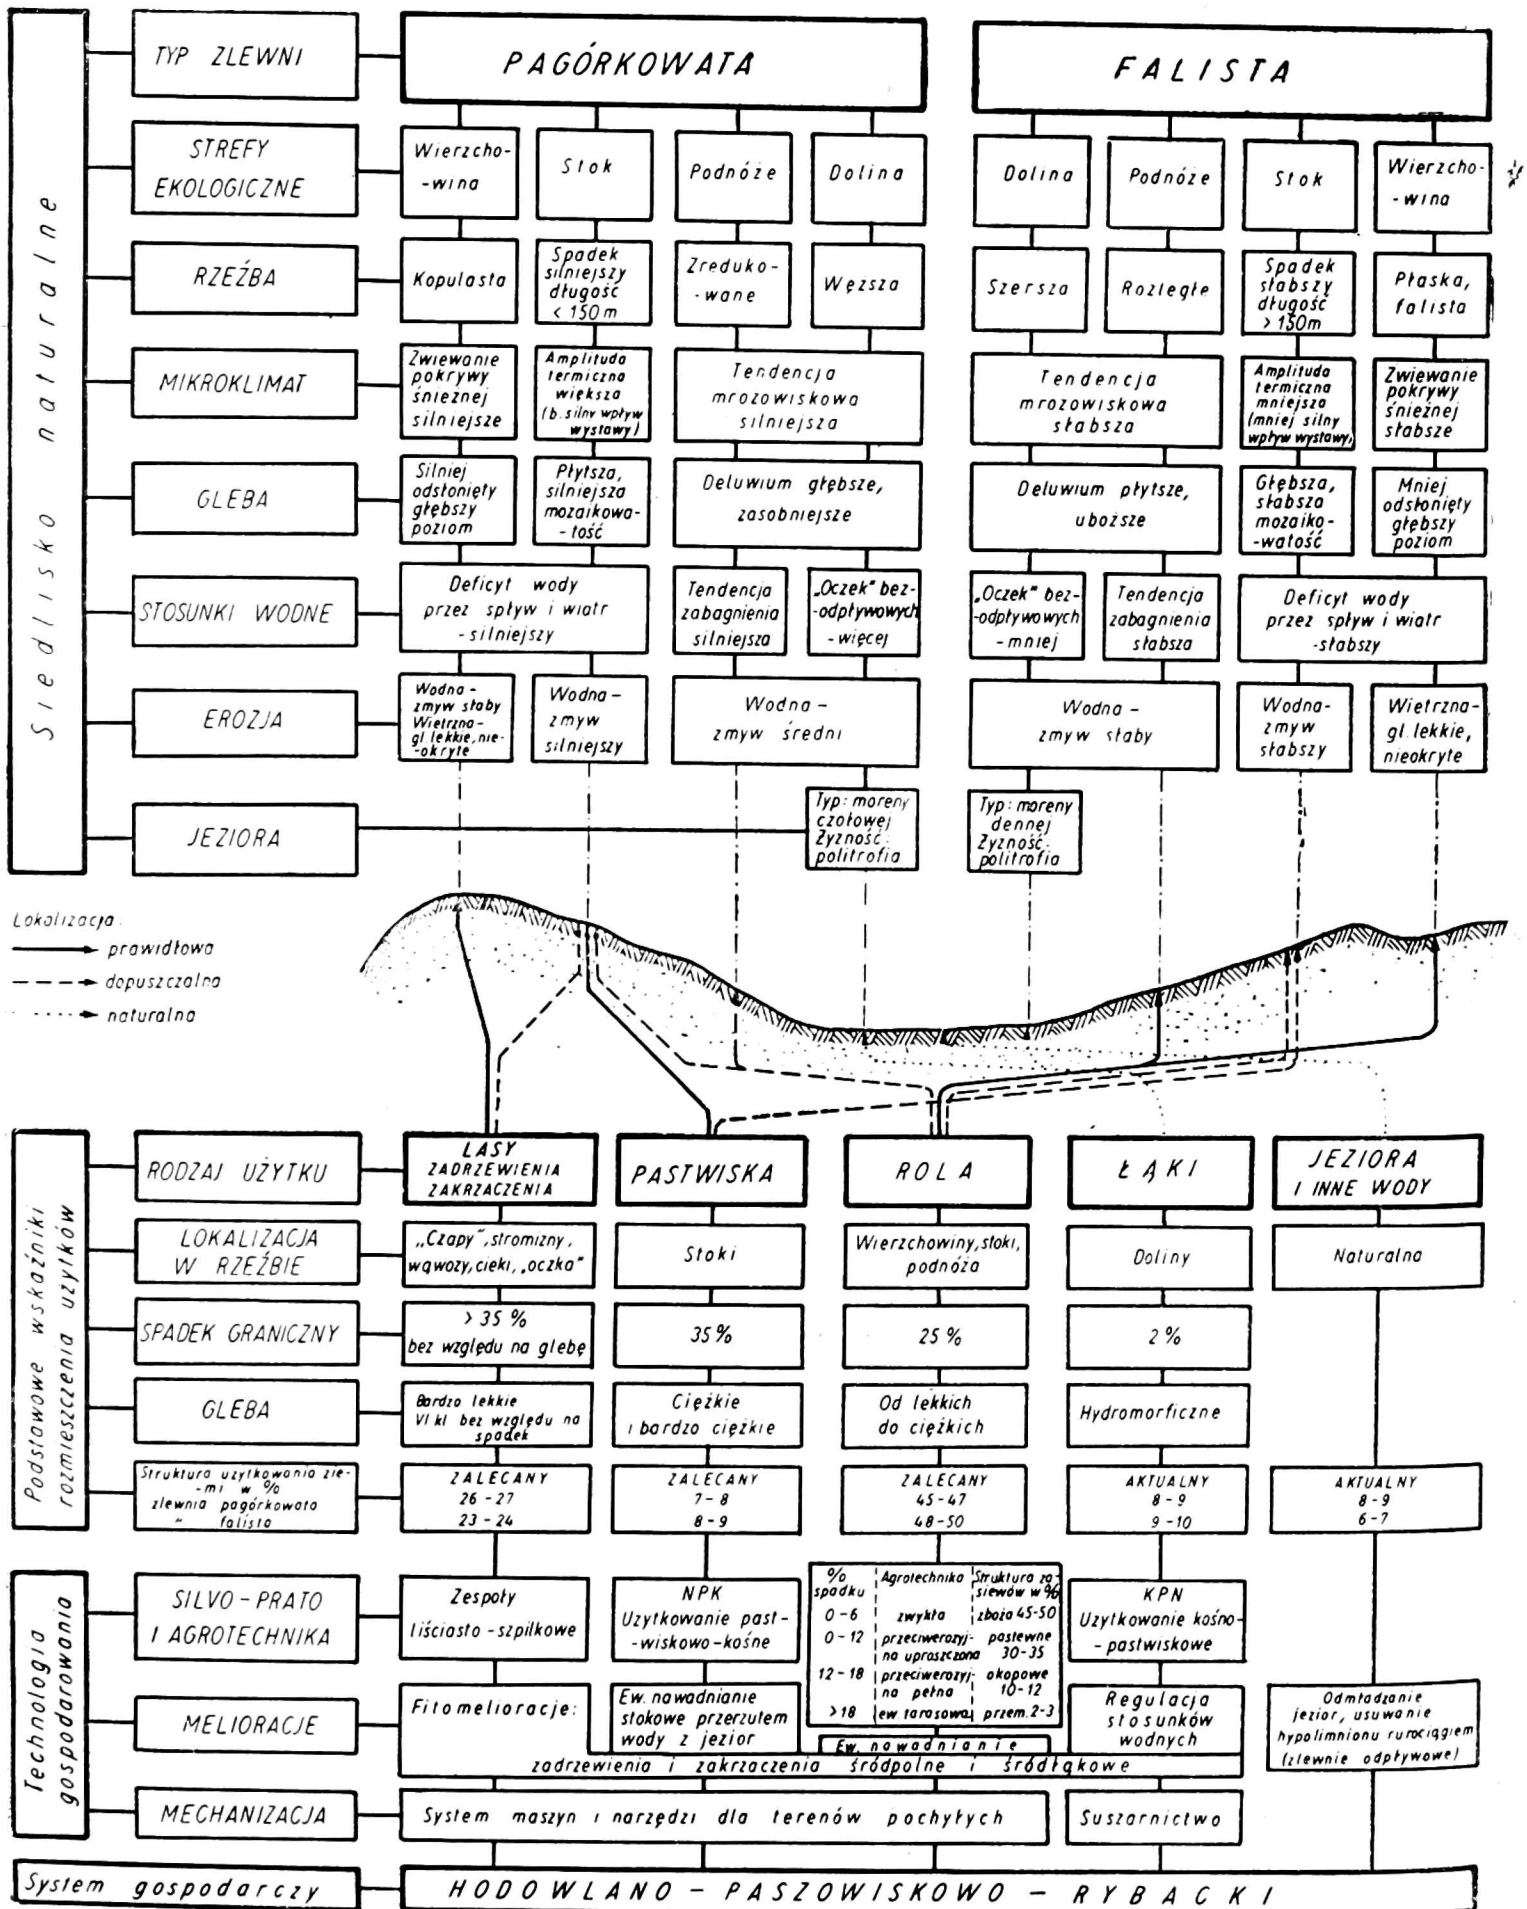 Siedlisko naturalne
TYP ZLEWNI
PAGÓRKOWATA
FALISTA
STREFY
EKOLOGICZNE
Wierzcho-
-wina
Stok
Podnóże
Dolina
Dolina
Podnóże
Stok
Wierzcho-
-wina
RZEŹBA
Kopulasta
Spadek
silniejszy
długość
< 150 m
Zreduko-
-wane
Węższa
Szersza
Rozległe
Spadek
słabszy
długość
> 150m
Płaska,
falista
MIKROKLIMAT
Zwiewanie
pokrywy
śnieżnej
silniejsze
Amplituda
termiczna
większa
(b. silny wpływ
wystawy)
Tendencja
mrozowiskowa
silniejsza
Tendencja
mrozowiskowa
słabsza
Amplituda
termiczna
mniejsza
(mniej silny
wpływ wystawy,
Zwiewanie
pokrywy
śnieżnej
słabsze
GLEBA
Silniej
odsłonięty
głębszy
poziom
Płytsza,
silniejsza
mozaikowa-
-tość
Deluwium głębsze,
zasobniejsze
Deluwium płytsze,
uboższe
Głębsza,
słabsza
mozaiko-
-watość
Mniej
odsłonięty
głębszy
poziom
STOSUNKI WODNE
Deficyt wody
przez spływ i wiatr
-silniejszy
Tendencja
zabagnienia
silniejsza
„Oczek" bez-
-odpływowych
-więcej
„Oczek" bez-
-odpływowych
-mniej
Tendencja
zabagnienia
słabsza
Deficyt wody
przez spływ i wiatr
-słabszy
EROZJA
Wodna-
zmyw słaby
Wietrzna-
gl. lekkie, nie-
-okryte
Wodna-
zmyw
silniejszy
Wodna-
zmyw średni
Wodna-
zmyw słaby
Wodna-
zmyw
słabszy
Wietrzna-
gl. lekkie,
nieokryte
JEZIORA
Typ: moreny
czołowej
Żyzność:
politrofia
Typ: moreny
dennej
Żyzność:
politrofia
Lokalizacja:
prawidłowa
dopuszczalna
naturalna
Podstawowe wskaźniki
rozmieszczenia użytków
RODZAJ UŻYTKU
LASY
ZADRZEWIENIA
ZAKRZACZENIA
PASTWISKA
ROLA
ŁĄKI
JEZIORA
I INNE WODY
LOKALIZACJA
W RZEŹBIE
„Czapy", stromizny,
wąwozy, cieki, „oczka"
Stoki
Wierzchowiny, stoki,
podnóża
Doliny
Naturalna
SPADEK GRANICZNY
> 35 %
bez względu na glebę
35%
25 %
2 %
GLEBA
Bardzo lekkie
VI kl bez względu na
spadek
Ciężkie
i bardzo ciężkie
Od lekkich
do ciężkich
Hydromorficzne
Struktura użytkowania zie-
-mi w %
zlewnia pagórkowata
" falista
ZALECANY
26-27
23-24
ZALECANY
7-8
8-9
ZALECANY
45-47
48-50
AKTUALNY
8-9
9-10
AKTUALNY
8-9
6-7
Technologia
gospodarowania
SILVO-PRATO
I AGROTECHNIKA
Zespoły
liściasto-szpilkowe
NPK
Użytkowanie past-
-wiskowo-kośne
% spadku Agrotechnika Struktura za-
siewów w %
0-6 zwykła zboża 45-50
0-12 przeciwerozyj- pastewne
na uproszczona 30-35
12-18 przeciwerozyj- okopowe
na pełna 10-12
>18 ew tarasowa przem. 2-3
KPN
Użytkowanie kośno-
-pastwiskowe
MELIORACJE
Fitomelioracje:
Ew. nawadnianie
stokowe przerzutem
wody z jezior
Ew. nawadnianie
Regulacja
stosunków
wodnych
Odmładzanie
jezior, usuwanie
hypolimnionu rurociągiem
(zlewnie odpływowe)
zadrzewienia i zakrzaczenia śródpolne i śródłąkowe
MECHANIZACJA
System maszyn i narzędzi dla terenów pochyłych
Suszarnictwo
System gospodarczy
HODOWLANO-PASZOWISKOWO-RYBACKI